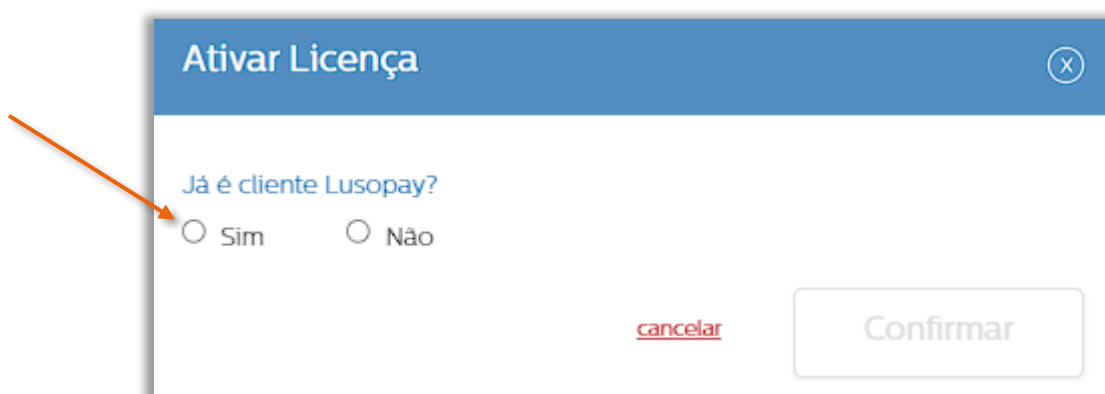 Ativar Licença
X
Já é cliente Lusopay?
Sim Não
cancelar Confirmar